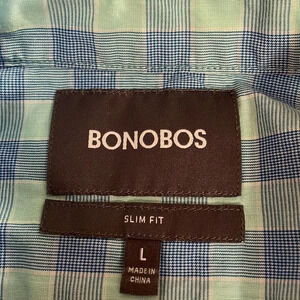 BONOBOS
SLIM FIT
L
MADE IN
CHINA